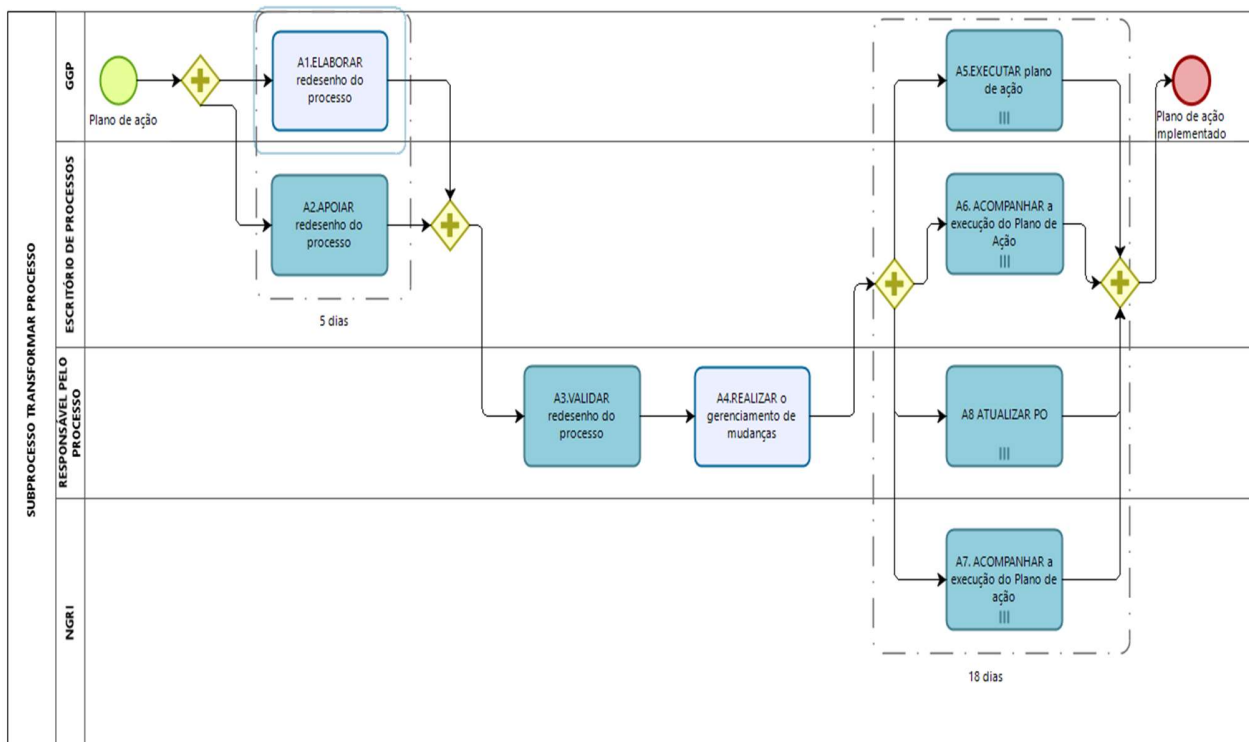 SUBPROCESSO TRANSFORMAR PROCESSO
GGP
Plano de ação
A1.ELABORAR
redesenho do
processo
A5.EXECUTAR plano
de ação
Plano de ação
mplementado
ESCRITÓRIO DE PROCESSOS
A2.APOIAR
redesenho do
processo
5 dias
A6. ACOMPANHAR a
execução do Plano de
Ação
RESPONSÁVEL PELO
PROCESSO
A3.VALIDAR
redesenho do
processo
A4.REALIZAR o
gerenciamento de
mudanças
A8 ATUALIZAR PO
NGRI
A7. ACOMPANHAR a
execução do Plano de
ação
18 dias